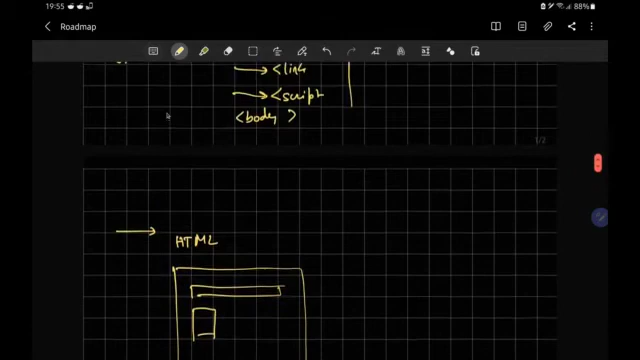 19:55
88%
Roadmap
<link
<script
<body >
1/2
HTML